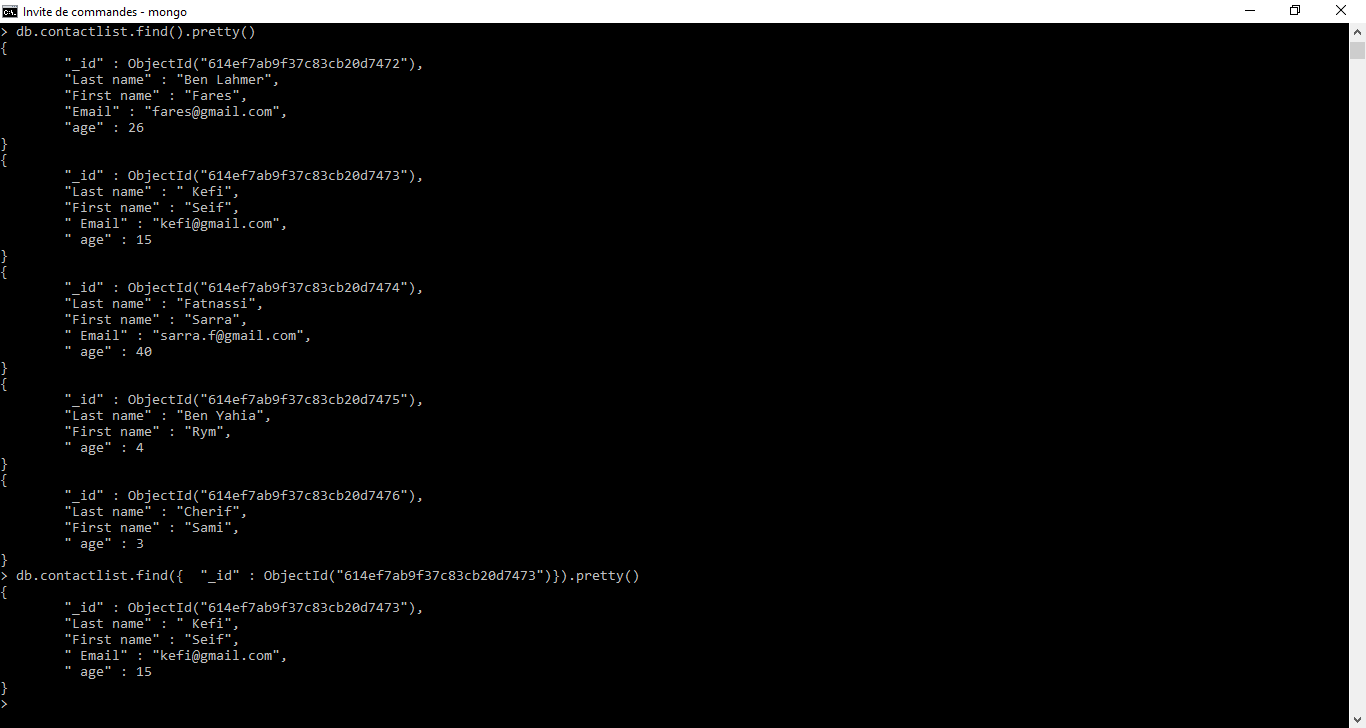 Invite de commandes - mongo
> db.contactlist.find().pretty()
{
        "_id" : ObjectId("614ef7ab9f37c83cb20d7472"),
        "Last name" : "Ben Lahmer",
        "First name" : "Fares",
        "Email" : "fares@gmail.com",
        "age" : 26
}
{
        "_id" : ObjectId("614ef7ab9f37c83cb20d7473"),
        "Last name" : " Kefi",
        "First name" : "Seif",
        " Email" : "kefi@gmail.com",
        " age" : 15
}
{
        "_id" : ObjectId("614ef7ab9f37c83cb20d7474"),
        "Last name" : "Fatnassi",
        "First name" : "Sarra",
        " Email" : "sarra.f@gmail.com",
        " age" : 40
}
{
        "_id" : ObjectId("614ef7ab9f37c83cb20d7475"),
        "Last name" : "Ben Yahia",
        "First name" : "Rym",
        " age" : 4
}
{
        "_id" : ObjectId("614ef7ab9f37c83cb20d7476"),
        "Last name" : "Cherif",
        "First name" : "Sami",
        " age" : 3
}
> db.contactlist.find({  "_id" : ObjectId("614ef7ab9f37c83cb20d7473")}).pretty()
{
        "_id" : ObjectId("614ef7ab9f37c83cb20d7473"),
        "Last name" : " Kefi",
        "First name" : "Seif",
        " Email" : "kefi@gmail.com",
        " age" : 15
}
>